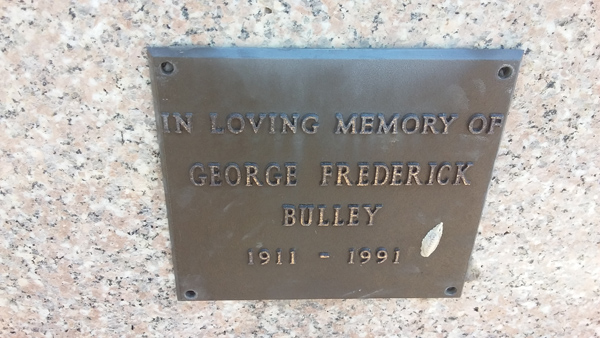 IN LOVING MEMORY OF
GEORGE FREDERICK
BULLEY
1911 - 1991